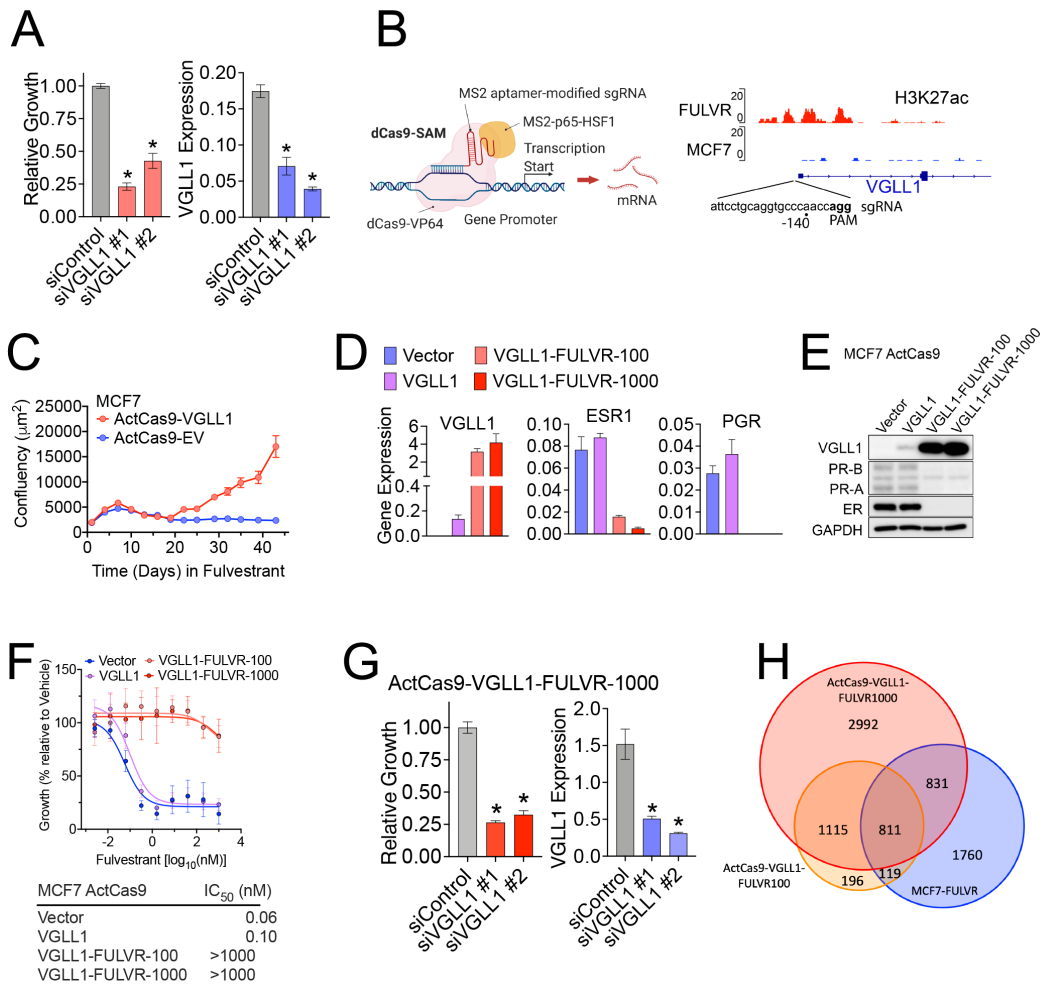 A
Relative Growth
1.00
0.75
0.50
0.25
0.00
*
*
siControl
siVGLL1 #1
siVGLL1 #2
VGLL1 Expression
0.20
0.15
0.10
0.05
0.00
*
*
siControl
siVGLL1 #1
siVGLL1 #2
B
MS2 aptamer-modified sgRNA
dCas9-SAM
MS2-p65-HSF1
Transcription
Start
mRNA
dCas9-VP64
Gene Promoter
FULVR
20
0
H3K27ac
MCF7
20
0
VGLL1
attcctgcaggtgcccaaccagg sgRNA
-140
PAM
C
MCF7
ActCas9-VGLL1
ActCas9-EV
Confluency (μm²)
25000
20000
15000
10000
5000
0
0 10 20 30 40
Time (Days) in Fulvestrant
D
Vector
VGLL1-FULVR-100
VGLL1
VGLL1-FULVR-1000
Gene Expression
VGLL1
6
4
2
0.4
0.2
0.0
ESR1
0.10
0.08
0.06
0.04
0.02
0.00
PGR
0.05
0.04
0.03
0.02
0.01
0.00
E
MCF7 ActCas9
Vector
VGLL1
VGLL1-FULVR-100
VGLL1-FULVR-1000
VGLL1
PR-B
PR-A
ER
GAPDH
F
Vector
VGLL1-FULVR-100
VGLL1
VGLL1-FULVR-1000
Growth (% relative to Vehicle)
150
100
50
0
-2 0 2 4
Fulvestrant [log10(nM)]
MCF7 ActCas9 IC50 (nM)
Vector 0.06
VGLL1 0.10
VGLL1-FULVR-100 >1000
VGLL1-FULVR-1000 >1000
G
ActCas9-VGLL1-FULVR-1000
Relative Growth
1.00
0.75
0.50
0.25
0.00
*
*
siControl
siVGLL1 #1
siVGLL1 #2
VGLL1 Expression
2.0
1.5
1.0
0.5
0.0
*
*
siControl
siVGLL1 #1
siVGLL1 #2
H
ActCas9-VGLL1-
FULVR1000
2992
831
1115
811
1760
119
196
ActCas9-VGLL1-
FULVR100
MCF7-FULVR